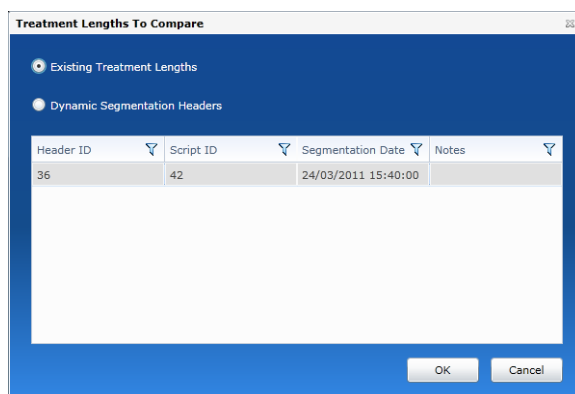 Treatment Lengths To Compare
Existing Treatment Lengths
Dynamic Segmentation Headers
Header ID Script ID Segmentation Date Notes
36 42 24/03/2011 15:40:00
OK Cancel